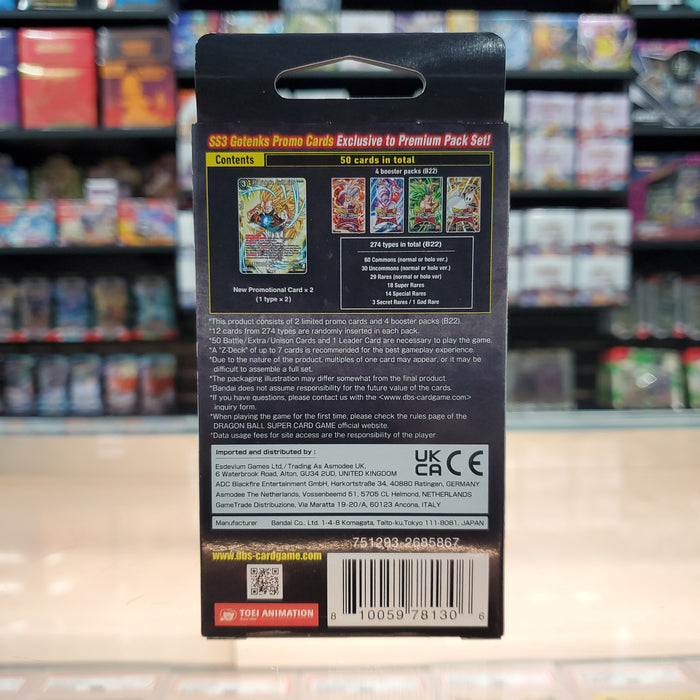 SS3 Gotenks Promo Cards Exclusive to Premium Pack Set!
Contents
50 cards in total
4 booster packs (B22)
New Promotional Card × 2
(1 type × 2)
274 types in total (B22)
60 Commons (normal or holo ver.)
30 Uncommons (normal or holo ver.)
29 Rares (normal or holo ver)
18 Super Rares
14 Special Rares
3 Secret Rares / 1 God Rare
*This product consists of 2 limited promo cards and 4 booster packs (B22).
*12 cards from 274 types are randomly inserted in each pack.
*50 Battle/Extra/Unison Cards and 1 Leader Card are necessary to play the game.
*A "Z-Deck" of up to 7 cards is recommended for the best gameplay experience.
*Due to the nature of the product, multiples of one card may appear, or it may be
difficult to assemble a full set.
*The packaging illustration may differ somewhat from the final product
*Bandai does not assume responsibility for the future value of the cards.
*If you have questions, please contact us with the <www.dbs-cardgame.com>
inquiry form.
*When playing the game for the first time, please check the rules page of the
DRAGON BALL SUPER CARD GAME official website.
*Data usage fees for site access are the responsibility of the player.
Imported and distributed by :
Esdevium Games Ltd,/Trading As Asmodee UK,
6 Waterbrook Road, Alton, GU34 2UD, UNITED KINGDOM
UK
CA CE
ADC Blackfire Entertainment GmbH, Harkortstraße 34, 40880 Ratingen, GERMANY
Asmodee The Netherlands, Vossenbeemd 51, 5705 CL Helmond, NETHERLANDS
GameTrade Distribuzione, Via Maratta 19-20/A, 60123 Ancona, ITALY
Manufacturer Bandai Co., Ltd. 1-4-8 Komagata, Taito-ku,Tokyo 111-8081, JAPAN
751293-2695867
www.dbs-cardgame.com
TOEI ANIMATION
8 10059 78130 6